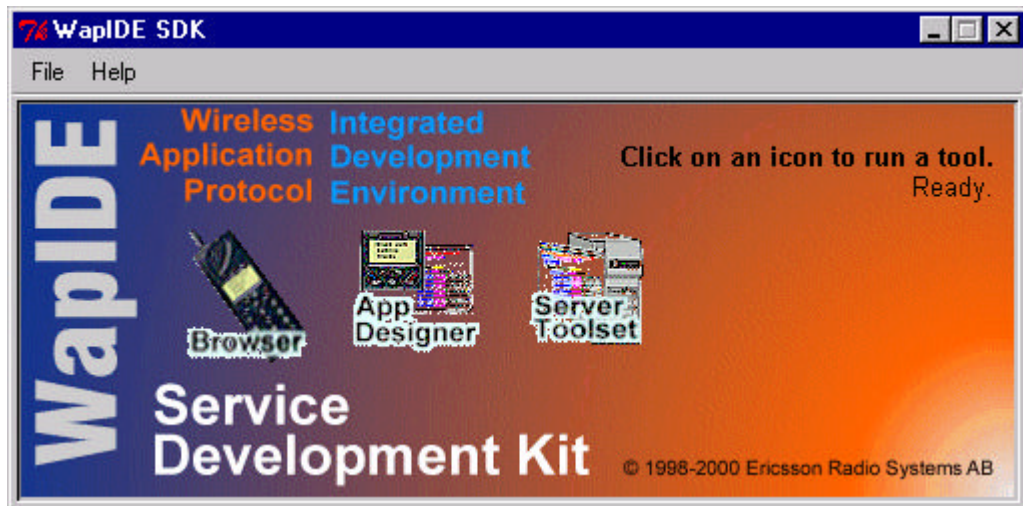 WapIDE SDK
File Help
WapIDE
Wireless Integrated
Application Development
Protocol Environment
Click on an icon to run a tool.
Ready.
Browser
App
Designer
Server
Toolset
Service
Development Kit
© 1998-2000 Ericsson Radio Systems AB